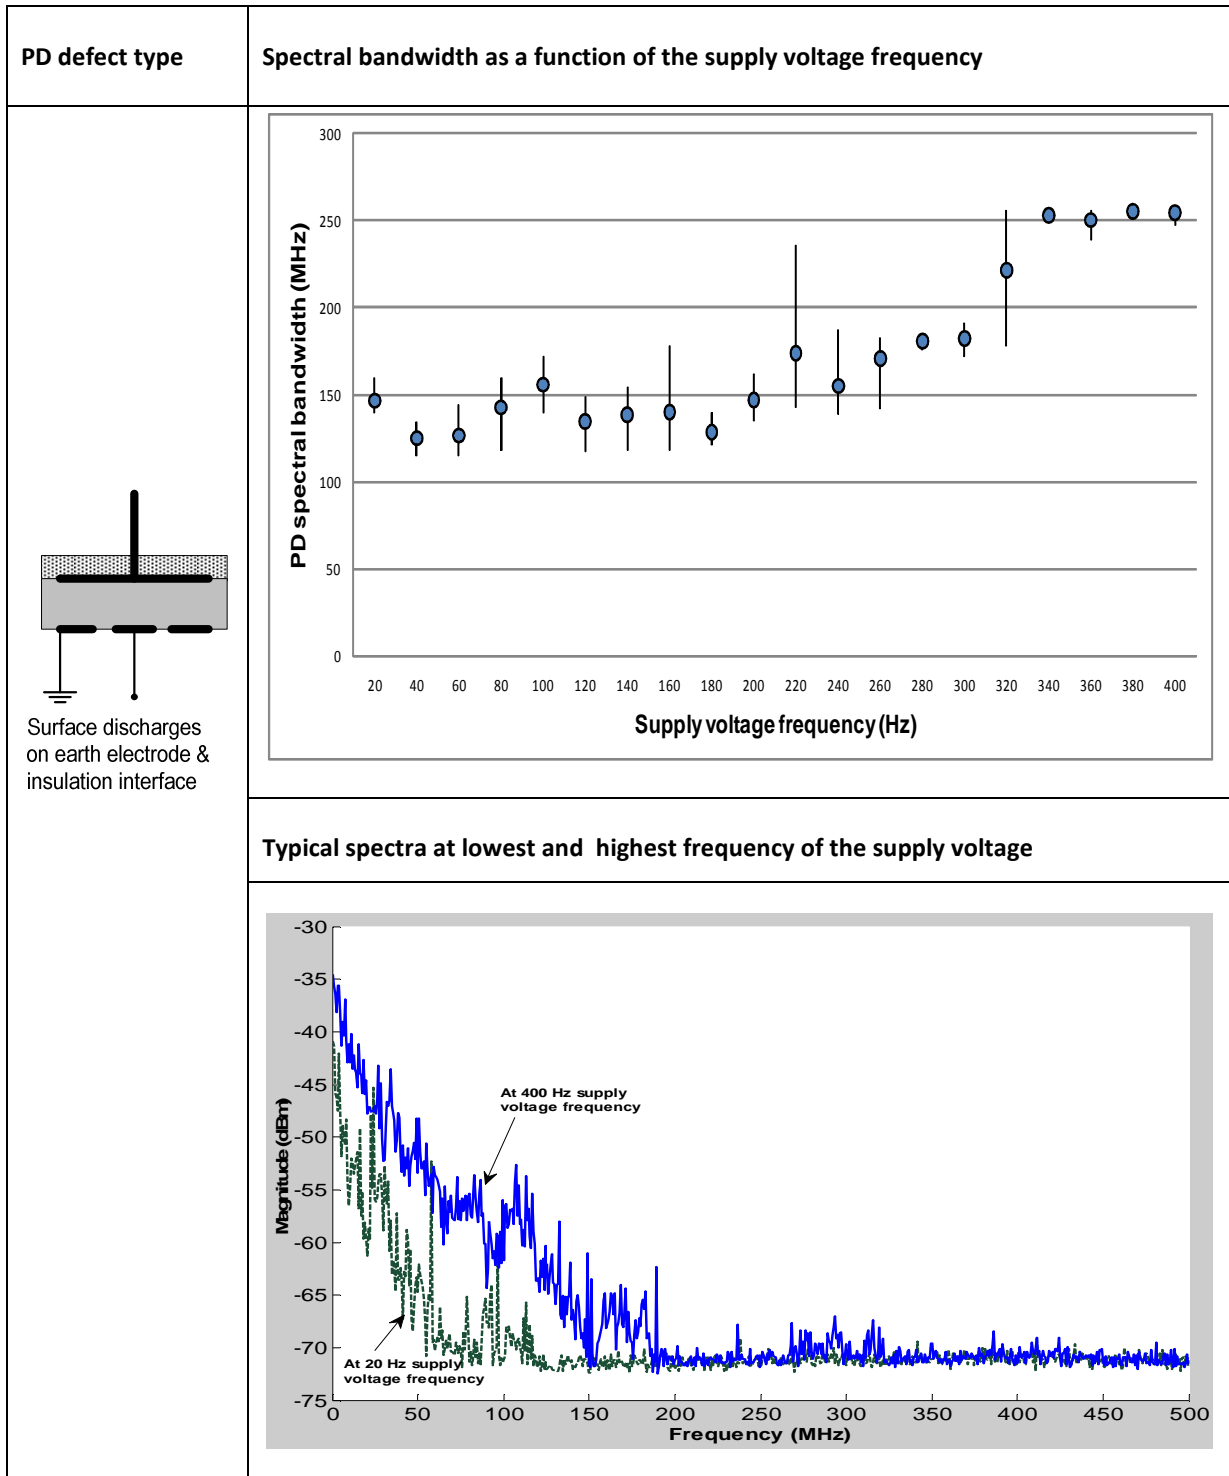 PD defect type
Spectral bandwidth as a function of the supply voltage frequency
300
250
200
150
100
50
0
PD spectral bandwidth (MHz)
20 40 60 80 100 120 140 160 180 200 220 240 260 280 300 320 340 360 380 400
Supply voltage frequency (Hz)
Surface discharges
on earth electrode &
insulation interface
Typical spectra at lowest and highest frequency of the supply voltage
-30
-35
-40
-45
-50
-55
-60
-65
-70
-75
Magnitude (dBm)
At 400 Hz supply
voltage frequency
At 20 Hz supply
voltage frequency
0 50 100 150 200 250 300 350 400 450 500
Frequency (MHz)